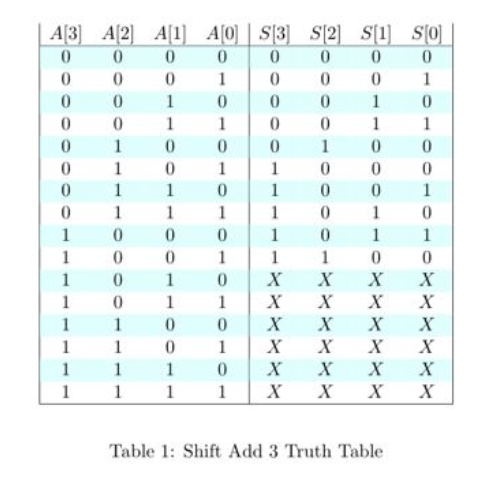 A[3] A[2] A[1] A[0] S[3] S[2] S[1] S[0]
0 0 0 0 0 0 0 0
0 0 0 1 0 0 0 1
0 0 1 0 0 0 1 0
0 0 1 1 0 0 1 1
0 1 0 0 0 1 0 0
0 1 0 1 1 0 0 0
0 1 1 0 1 0 0 1
0 1 1 1 1 0 1 0
1 0 0 0 1 0 1 1
1 0 0 1 1 1 0 0
1 0 1 0 X X X X
1 0 1 1 X X X X
1 1 0 0 X X X X
1 1 0 1 X X X X
1 1 1 0 X X X X
1 1 1 1 X X X X
Table 1: Shift Add 3 Truth Table